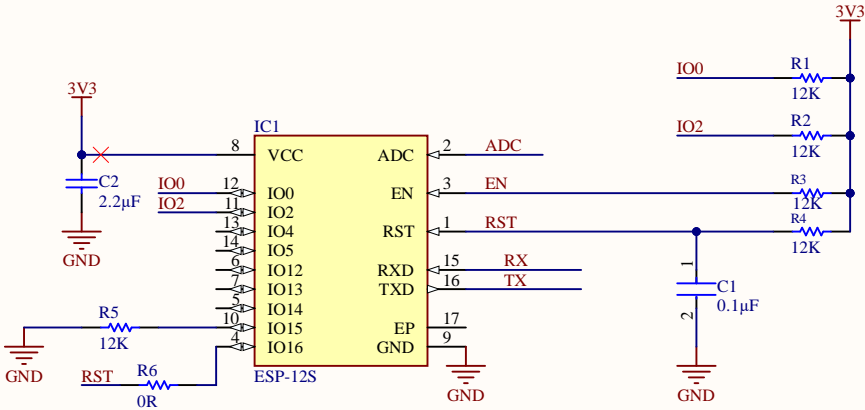 3V3
R1
IO0
12K
3V3
R2
IC1
IO2
12K
8 VCC ADC 2 ADC
C2
2.2µF
IO0 12 IO0 EN 3 EN R3
12K
IO2 11 IO2
13 IO4 RST 1 RST R4
12K
GND
14 IO5
6 IO12 RXD 15 RX
7 IO13 TXD 16 TX
1
C1
0.1µF
2
5 IO14
R5
12K
10 IO15 EP 17
4 IO16 GND 9
GND
R6
RST
0R
ESP-12S
GND
GND